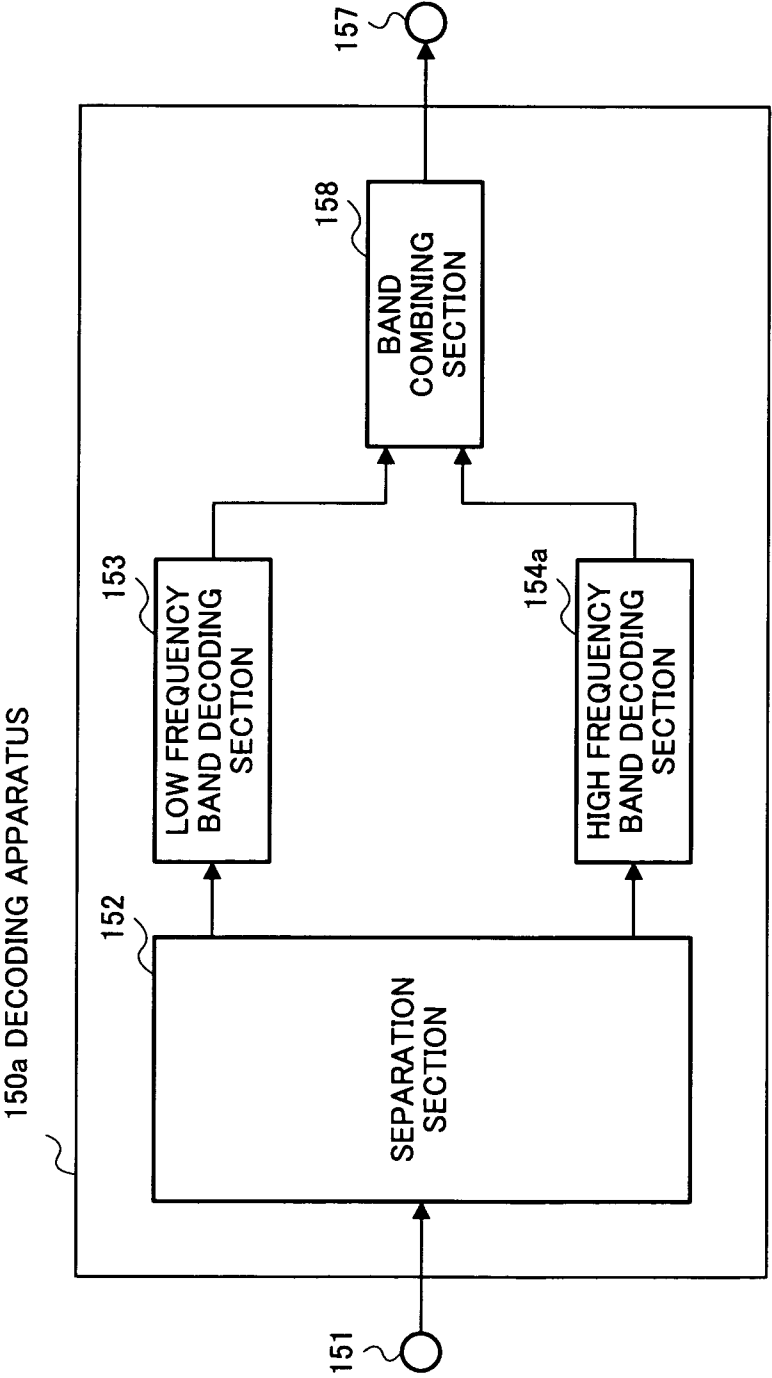 150a DECODING APPARATUS
151
152
SEPARATION
SECTION
153
LOW FREQUENCY
BAND DECODING
SECTION
154a
HIGH FREQUENCY
BAND DECODING
SECTION
158
BAND
COMBINING
SECTION
157